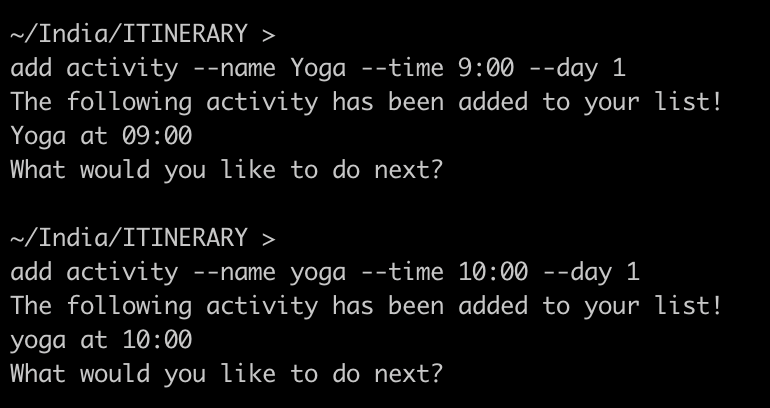 ~/India/ITINERARY >
add activity --name Yoga --time 9:00 --day 1
The following activity has been added to your list!
Yoga at 09:00
What would you like to do next?
~/India/ITINERARY >
add activity --name yoga --time 10:00 --day 1
The following activity has been added to your list!
yoga at 10:00
What would you like to do next?